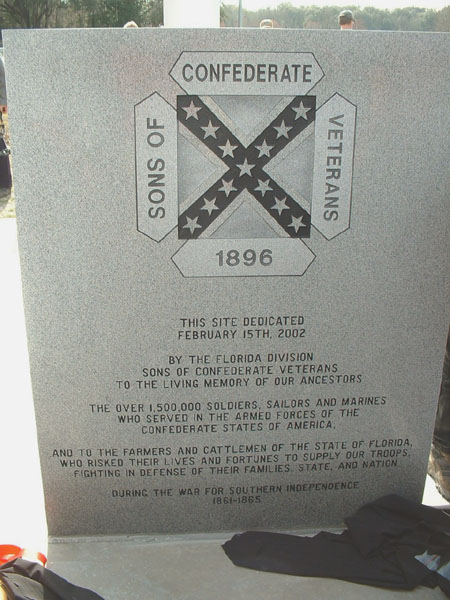 CONFEDERATE
SONS OF
VETERANS
1896
THIS SITE DEDICATED
FEBRUARY 15TH, 2002
BY THE FLORIDA DIVISION
SONS OF CONFEDERATE VETERANS
TO THE LIVING MEMORY OF OUR ANCESTORS
THE OVER 1,500,000 SOLDIERS, SAILORS AND MARINES
WHO SERVED IN THE ARMED FORCES OF THE
CONFEDERATE STATES OF AMERICA,
AND TO THE FARMERS AND CATTLEMEN OF THE STATE OF FLORIDA,
WHO RISKED THEIR LIVES AND FORTUNES TO SUPPLY OUR TROOPS,
FIGHTING IN DEFENSE OF THEIR FAMILIES, STATE, AND NATION
DURING THE WAR FOR SOUTHERN INDEPENDENCE
1861-1865.